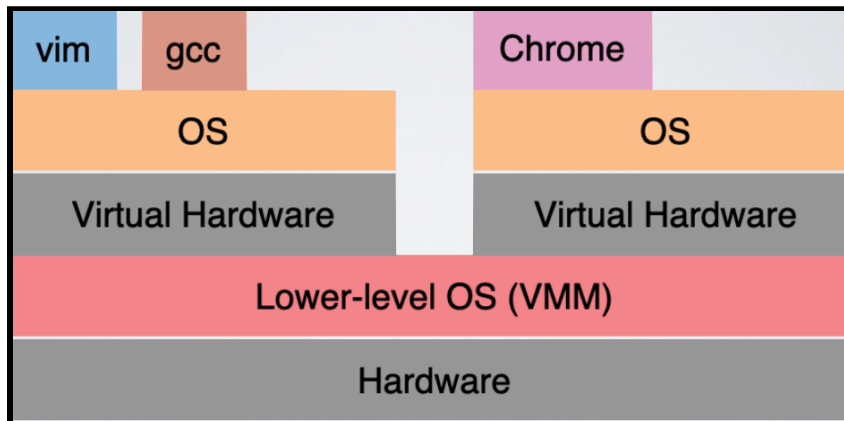 vim gcc Chrome
OS OS
Virtual Hardware Virtual Hardware
Lower-level OS (VMM)
Hardware